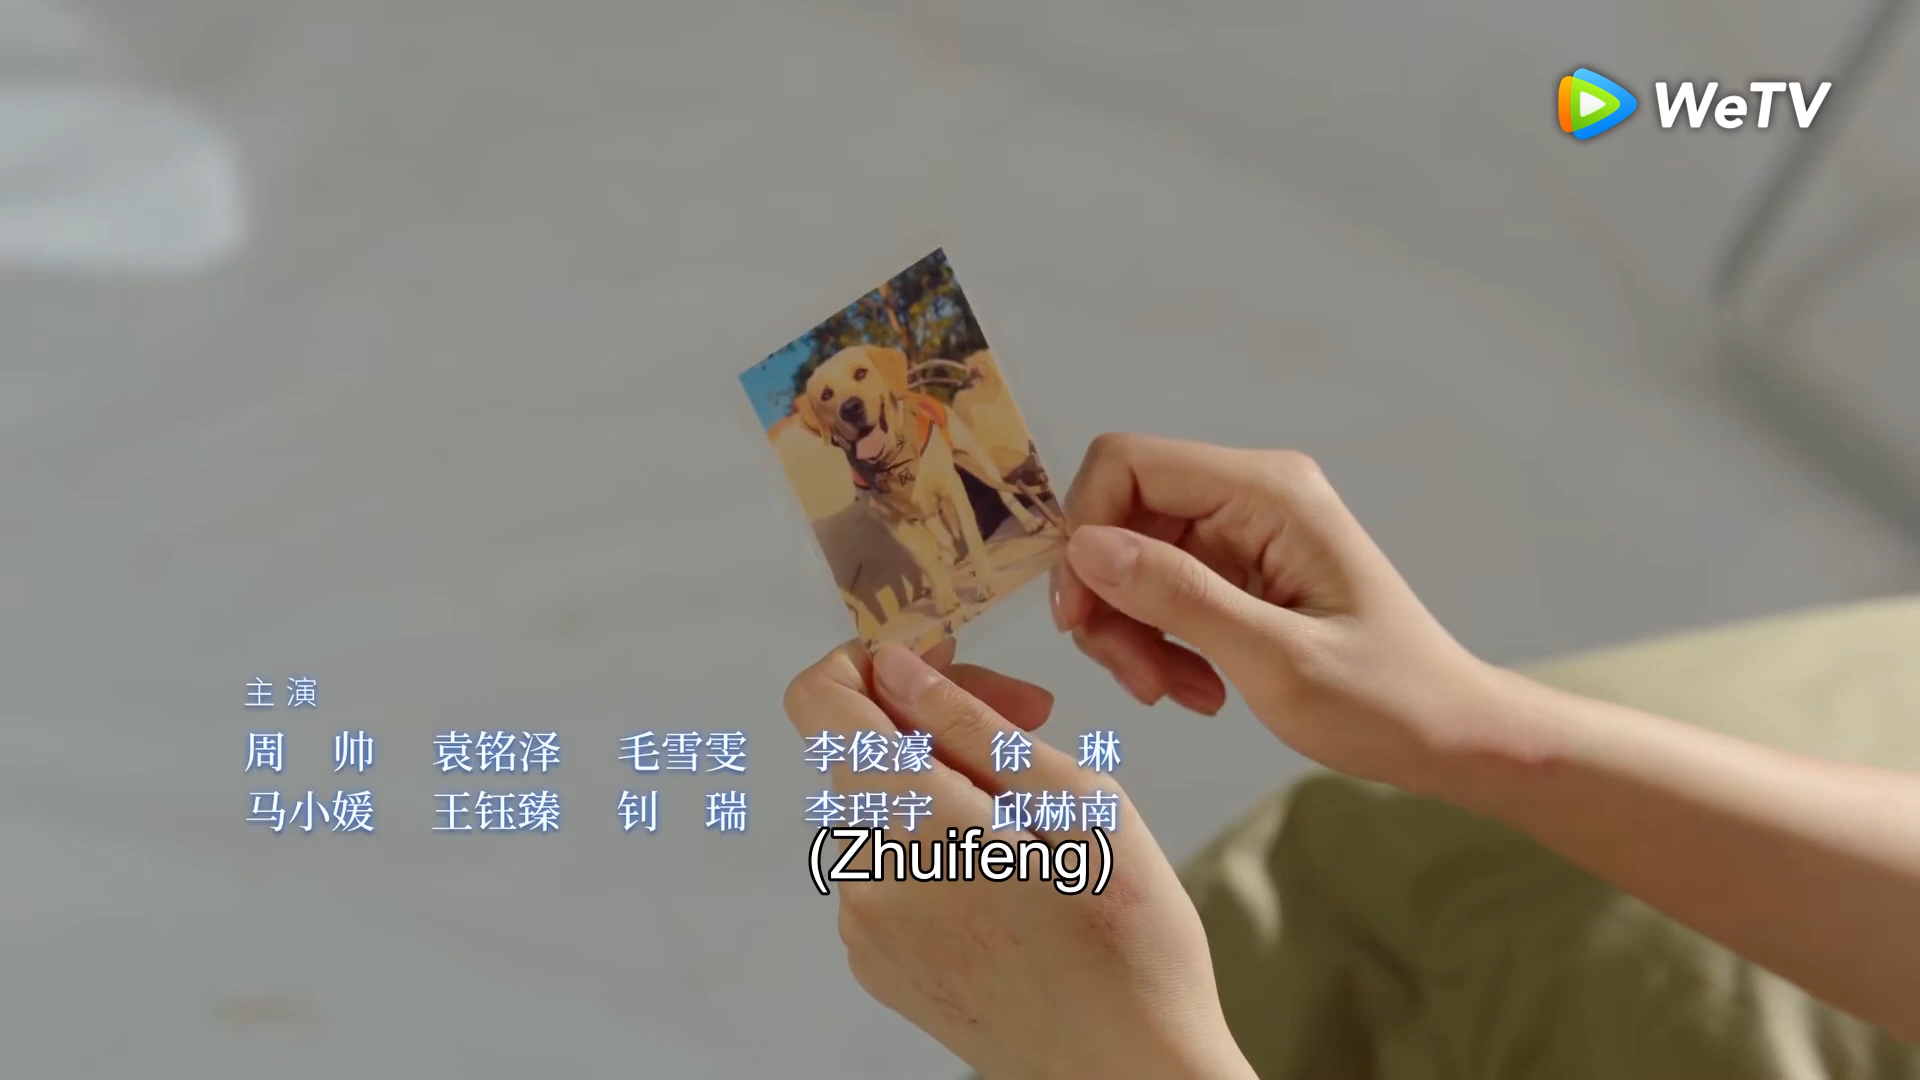 WeTV
主演
周帅 袁铭泽 毛雪雯 李俊濠 徐琳
马小媛 王钰臻 钊瑞 李珵宇 邱赫南
(Zhuifeng)